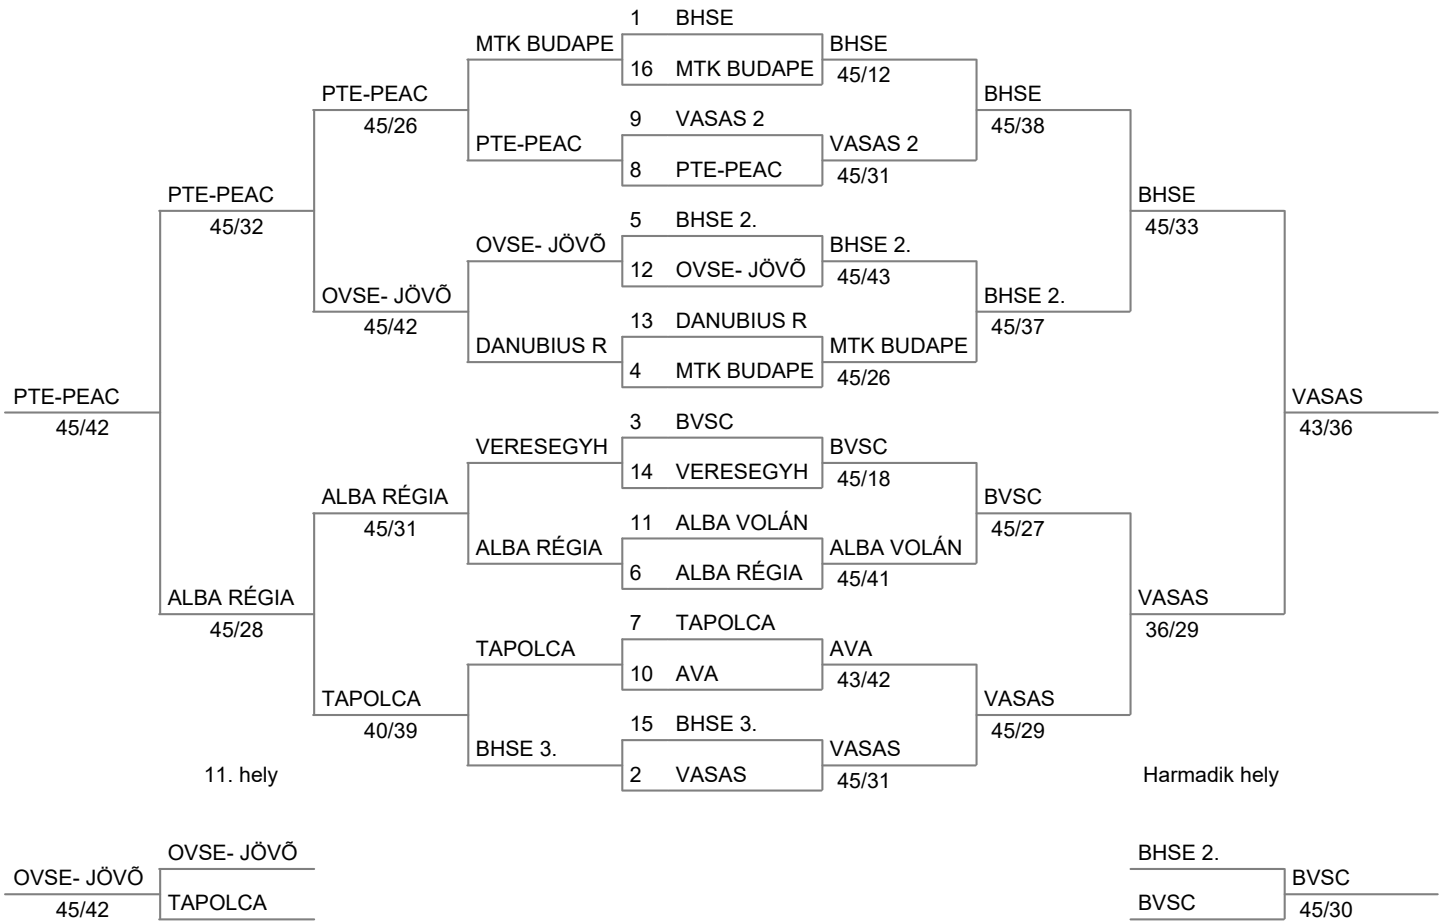 1 BHSE
MTK BUDAPE BHSE
16 MTK BUDAPE 45/12
PTE-PEAC BHSE
45/26 9 VASAS 2 45/38
PTE-PEAC VASAS 2
8 PTE-PEAC 45/31
PTE-PEAC BHSE
45/32 5 BHSE 2. 45/33
OVSE- JÖVÕ BHSE 2.
12 OVSE- JÖVÕ 45/43
OVSE- JÖVÕ BHSE 2.
45/42 13 DANUBIUS R 45/37
DANUBIUS R MTK BUDAPE
4 MTK BUDAPE 45/26
PTE-PEAC VASAS
45/42 3 BVSC 43/36
VERESEGYH BVSC
14 VERESEGYH 45/18
ALBA RÉGIA BVSC
45/31 11 ALBA VOLÁN 45/27
ALBA RÉGIA ALBA VOLÁN
6 ALBA RÉGIA 45/41
ALBA RÉGIA VASAS
45/28 7 TAPOLCA 36/29
TAPOLCA AVA
10 AVA 43/42
TAPOLCA VASAS
40/39 15 BHSE 3. 45/29
BHSE 3. VASAS
11. hely 2 VASAS 45/31 Harmadik hely
OVSE- JÖVÕ BHSE 2.
OVSE- JÖVÕ BVSC
45/42 TAPOLCA BVSC 45/30